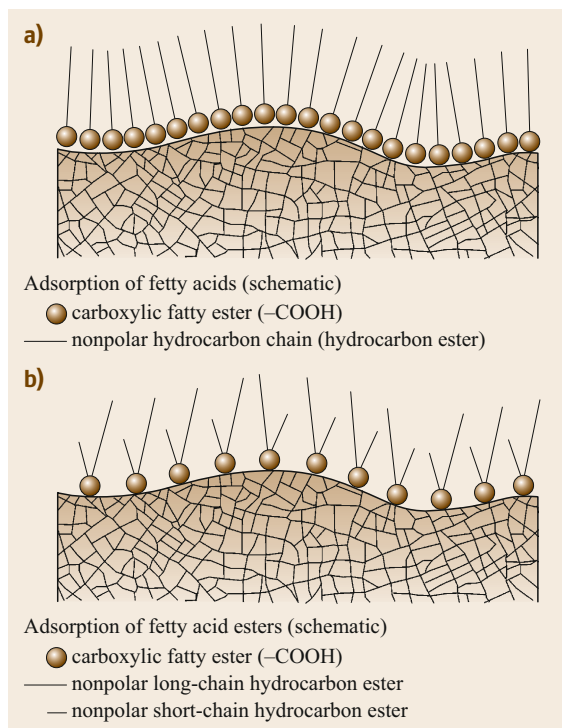 a)
Adsorption of fetty acids (schematic)
carboxylic fatty ester (–COOH)
nonpolar hydrocarbon chain (hydrocarbon ester)
b)
Adsorption of fetty acid esters (schematic)
carboxylic fatty ester (–COOH)
nonpolar long-chain hydrocarbon ester
nonpolar short-chain hydrocarbon ester